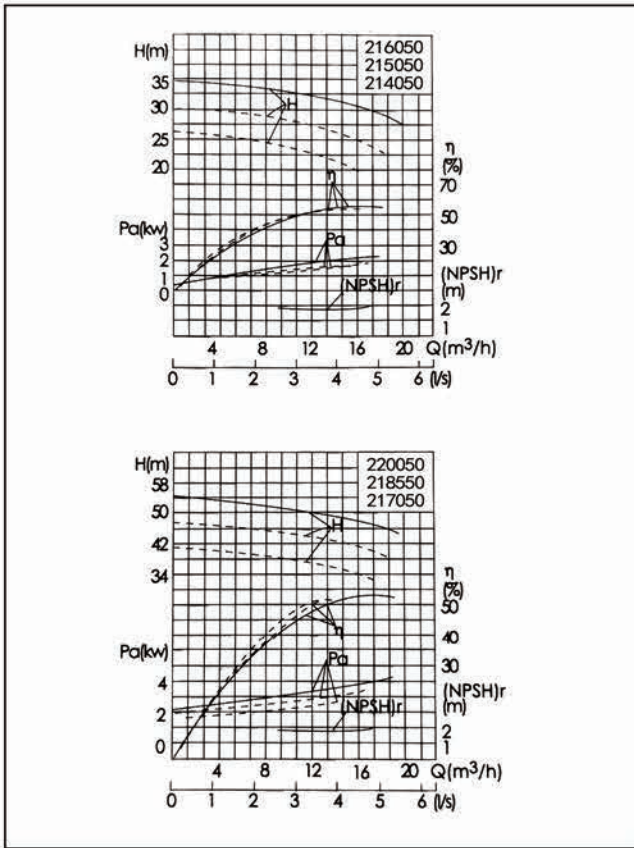 H(m)
216050
215050
214050
35
30
H
25
η
(%)
20
η
70
50
Pa(kw)
Pa
3
30
2
(NPSH)r
(m)
1
(NPSH)r
0
2
1
4 8 12 16 20 Q(m³/h)
0 1 2 3 4 5 6 (l/s)
H(m)
220050
218550
217050
58
50
H
42
34
η
(%)
50
η
40
Pa(kw)
Pa
30
4
(NPSH)r
(m)
(NPSH)r
2
2
0
1
4 8 12 16 20 Q(m³/h)
0 1 2 3 4 5 6 (l/s)